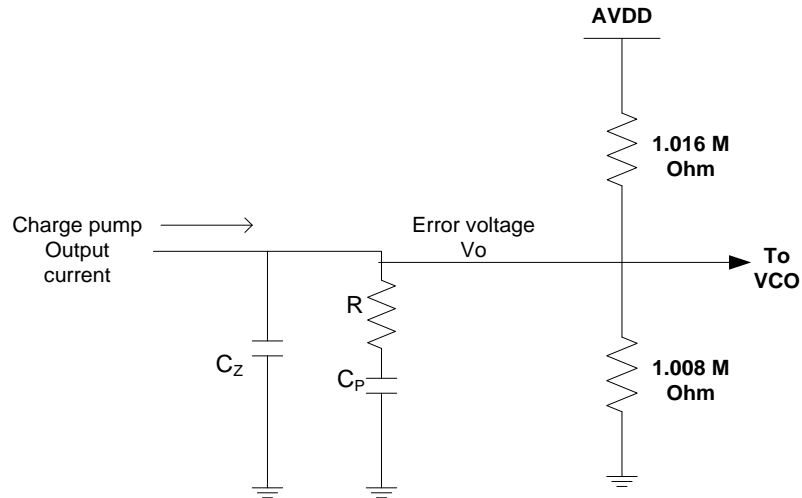 AVDD
1.016 M
Ohm
Charge pump
Output
current
Error voltage
Vo
To
VCO
R
C_Z
C_P
1.008 M
Ohm